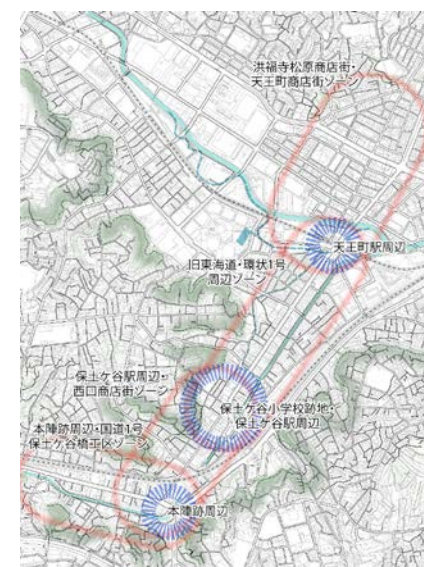 洪福寺松原商店街・
天王町商店街ゾーン
天王町駅周辺
旧東海道・環状1号
周辺ゾーン
保土ケ谷駅周辺・
西口商店街ゾーン
保土ケ谷小学校跡地・
保土ケ谷駅周辺
本陣跡周辺・国道1号
保土ケ谷橋工区ゾーン
本陣跡周辺